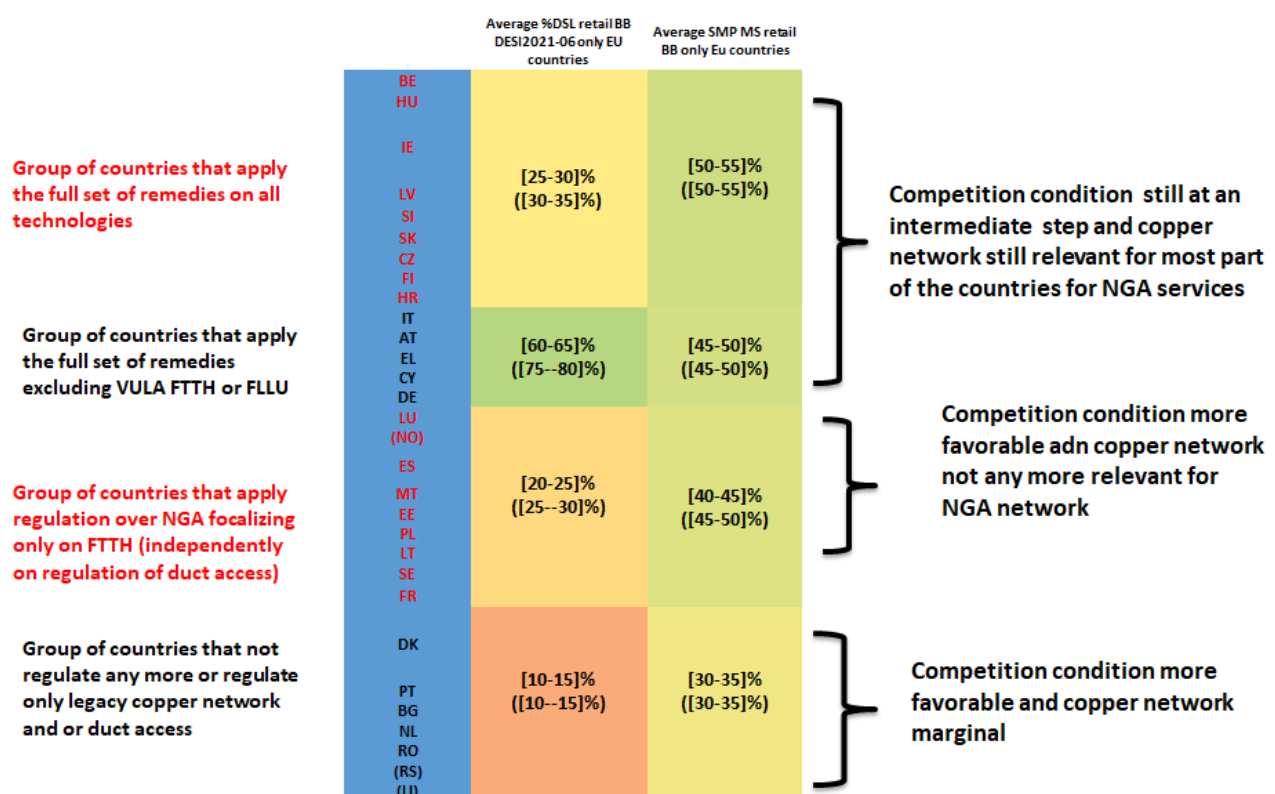 Average %DSL retail BB
DESI2021-06 only EU
countries
Average SMP MS retail
BB only Eu countries
Group of countries that apply
the full set of remedies on all
technologies
BE
HU
IE
LV
SI
SK
CZ
FI
HR
[25-30]%
([30-35]%)
[50-55]%
([50-55]%)
Competition condition still at an
intermediate step and copper
network still relevant for most part
of the countries for NGA services
Group of countries that apply
the full set of remedies
excluding VULA FTTH or FLLU
IT
AT
EL
CY
DE
[60-65]%
([75--80]%)
[45-50]%
([45-50]%)
Group of countries that apply
regulation over NGA focalizing
only on FTTH (independently
on regulation of duct access)
LU
(NO)
ES
MT
EE
PL
LT
SE
FR
[20-25]%
([25--30]%)
[40-45]%
([45-50]%)
Competition condition more
favorable adn copper network
not any more relevant for
NGA network
Group of countries that not
regulate any more or regulate
only legacy copper network
and or duct access
DK
PT
BG
NL
RO
(RS)
(LI)
[10-15]%
([10--15]%)
[30-35]%
([30-35]%)
Competition condition more
favorable and copper network
marginal